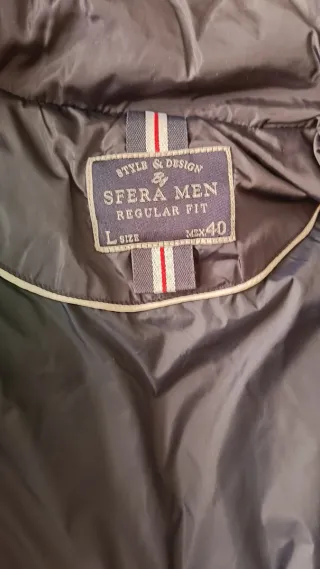 STYLE & DESIGN
By
SFERA MEN
REGULAR FIT
L SIZE MEX:40